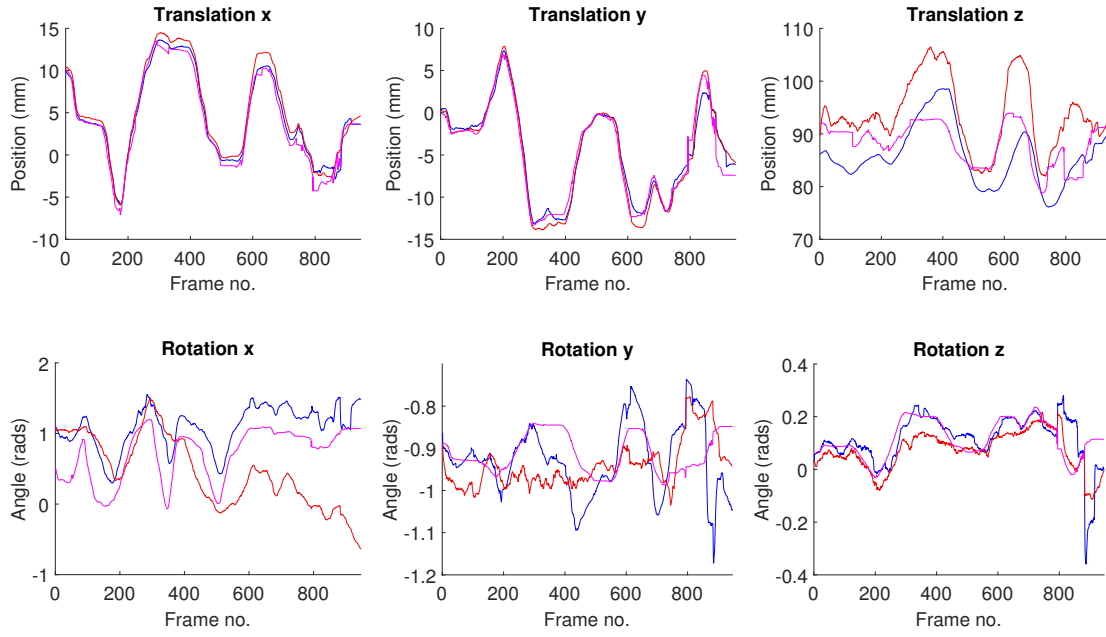 Translation x
15
10
5
0
-5
-10
Position (mm)
0 200 400 600 800
Frame no.
Translation y
10
5
0
-5
-10
-15
Position (mm)
0 200 400 600 800
Frame no.
Translation z
110
100
90
80
70
Position (mm)
0 200 400 600 800
Frame no.
Rotation x
2
1
0
-1
Angle (rads)
0 200 400 600 800
Frame no.
Rotation y
-0.8
-0.9
-1
-1.1
-1.2
Angle (rads)
0 200 400 600 800
Frame no.
Rotation z
0.4
0.2
0
-0.2
-0.4
Angle (rads)
0 200 400 600 800
Frame no.